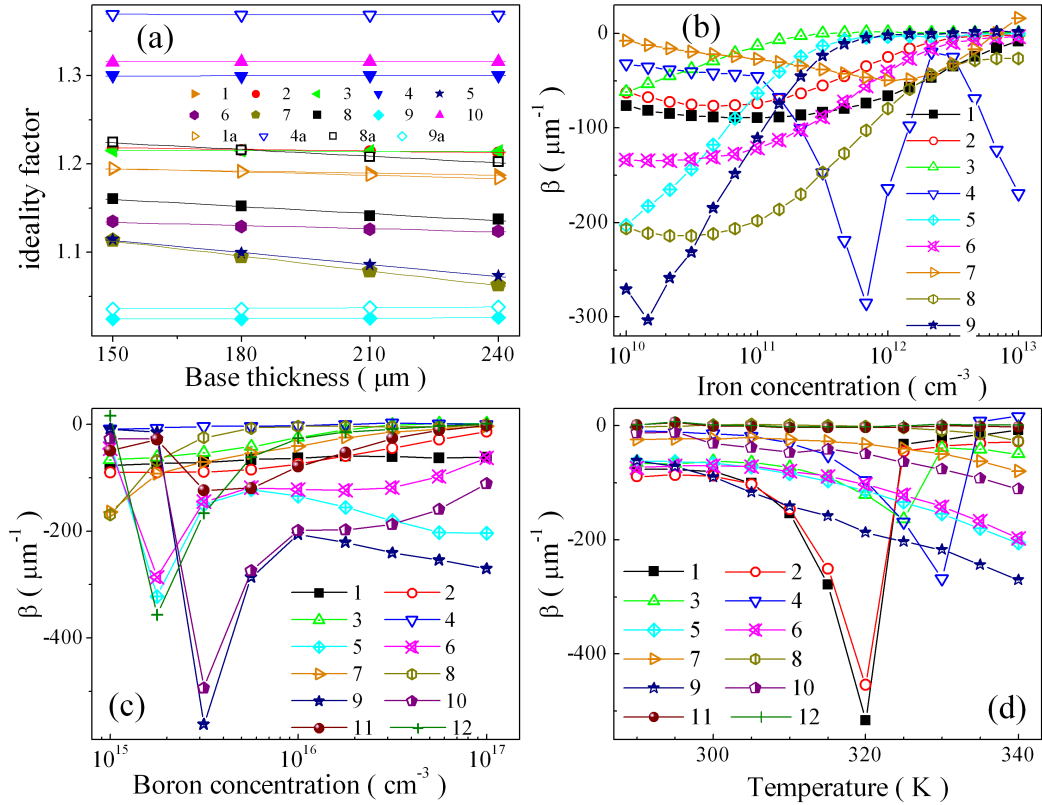 (a)
1.3
1.2
1.1
150 180 210 240
Base thickness ( μm )
ideality factor
1 2 3 4 5
6 7 8 9 10
1a 4a 8a 9a
(b)
0
-100
-200
-300
10¹⁰ 10¹¹ 10¹² 10¹³
Iron concentration ( cm⁻³ )
β ( μm⁻¹ )
1
2
3
4
5
6
7
8
9
(c)
0
-200
-400
10¹⁵ 10¹⁶ 10¹⁷
Boron concentration ( cm⁻³ )
β ( μm⁻¹ )
1 2
3 4
5 6
7 8
9 10
11 12
(d)
0
-200
-400
300 320 340
Temperature ( K )
β ( μm⁻¹ )
1 2
3 4
5 6
7 8
9 10
11 12